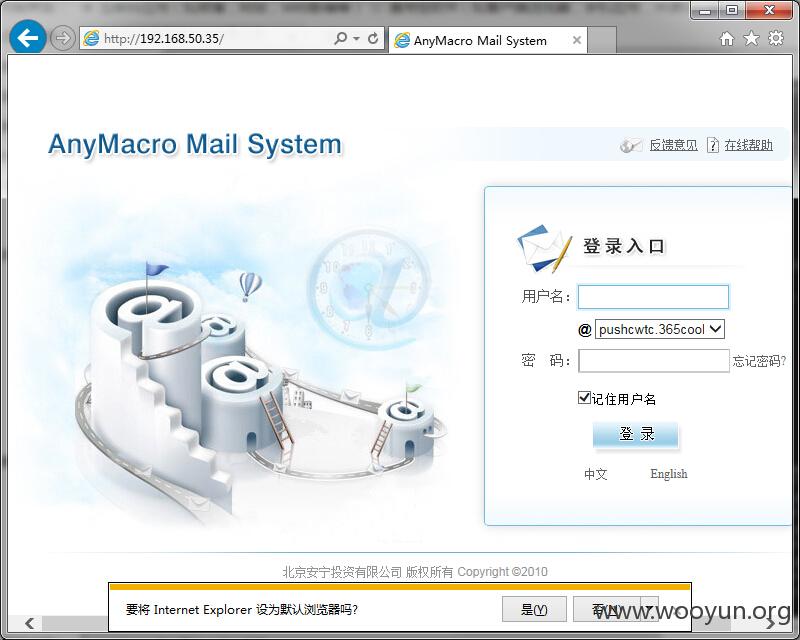 http://192.168.50.35/
AnyMacro Mail System
AnyMacro Mail System
反馈意见
? 在线帮助
登录入口
用户名：
@ pushcwtc.365cool
密 码：
忘记密码?
记住用户名
登 录
中文 English
北京安宁投资有限公司 版权所有 Copyright ©2010
要将 Internet Explorer 设为默认浏览器吗?
是(Y)
否(N)
www.wooyun.org